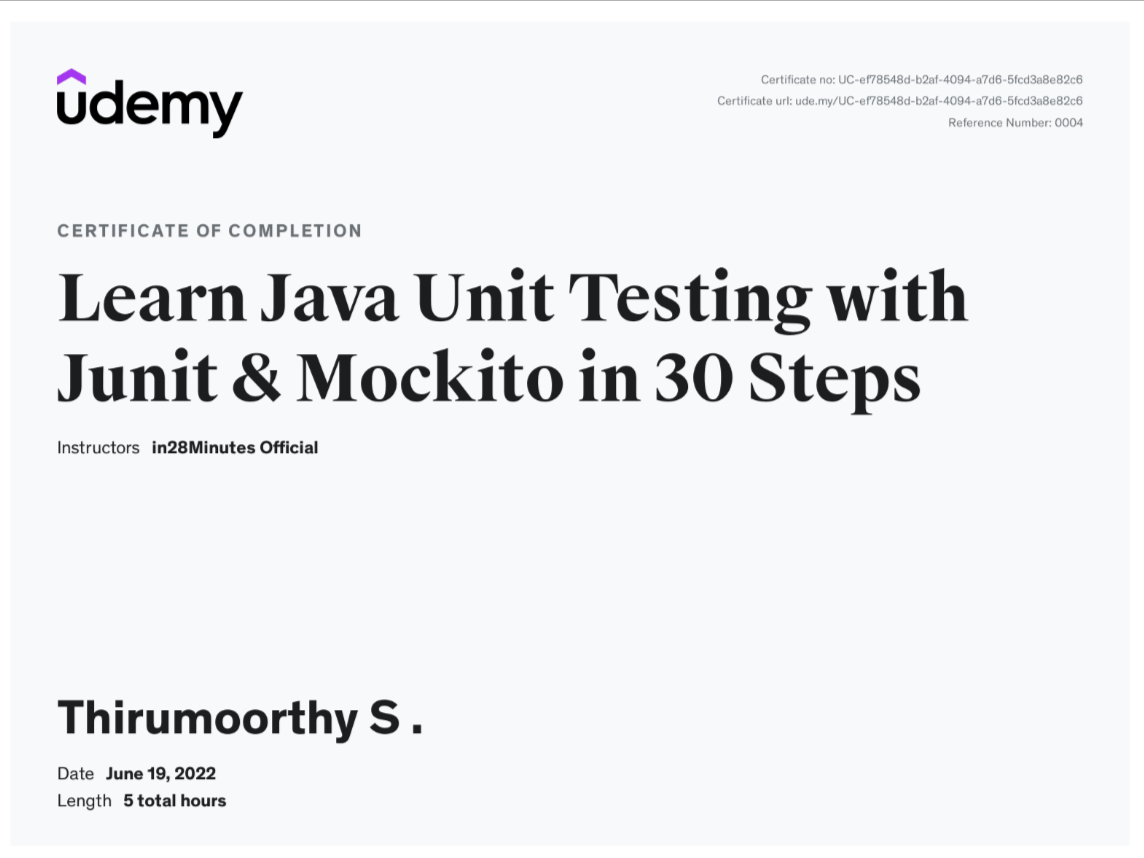 udemy
Certificate no: UC-ef78548d-b2af-4094-a7d6-5fcd3a8e82c6
Certificate url: ude.my/UC-ef78548d-b2af-4094-a7d6-5fcd3a8e82c6
Reference Number: 0004
CERTIFICATE OF COMPLETION
Learn Java Unit Testing with
Junit & Mockito in 30 Steps
Instructors in28Minutes Official
Thirumoorthy S .
Date June 19, 2022
Length 5 total hours